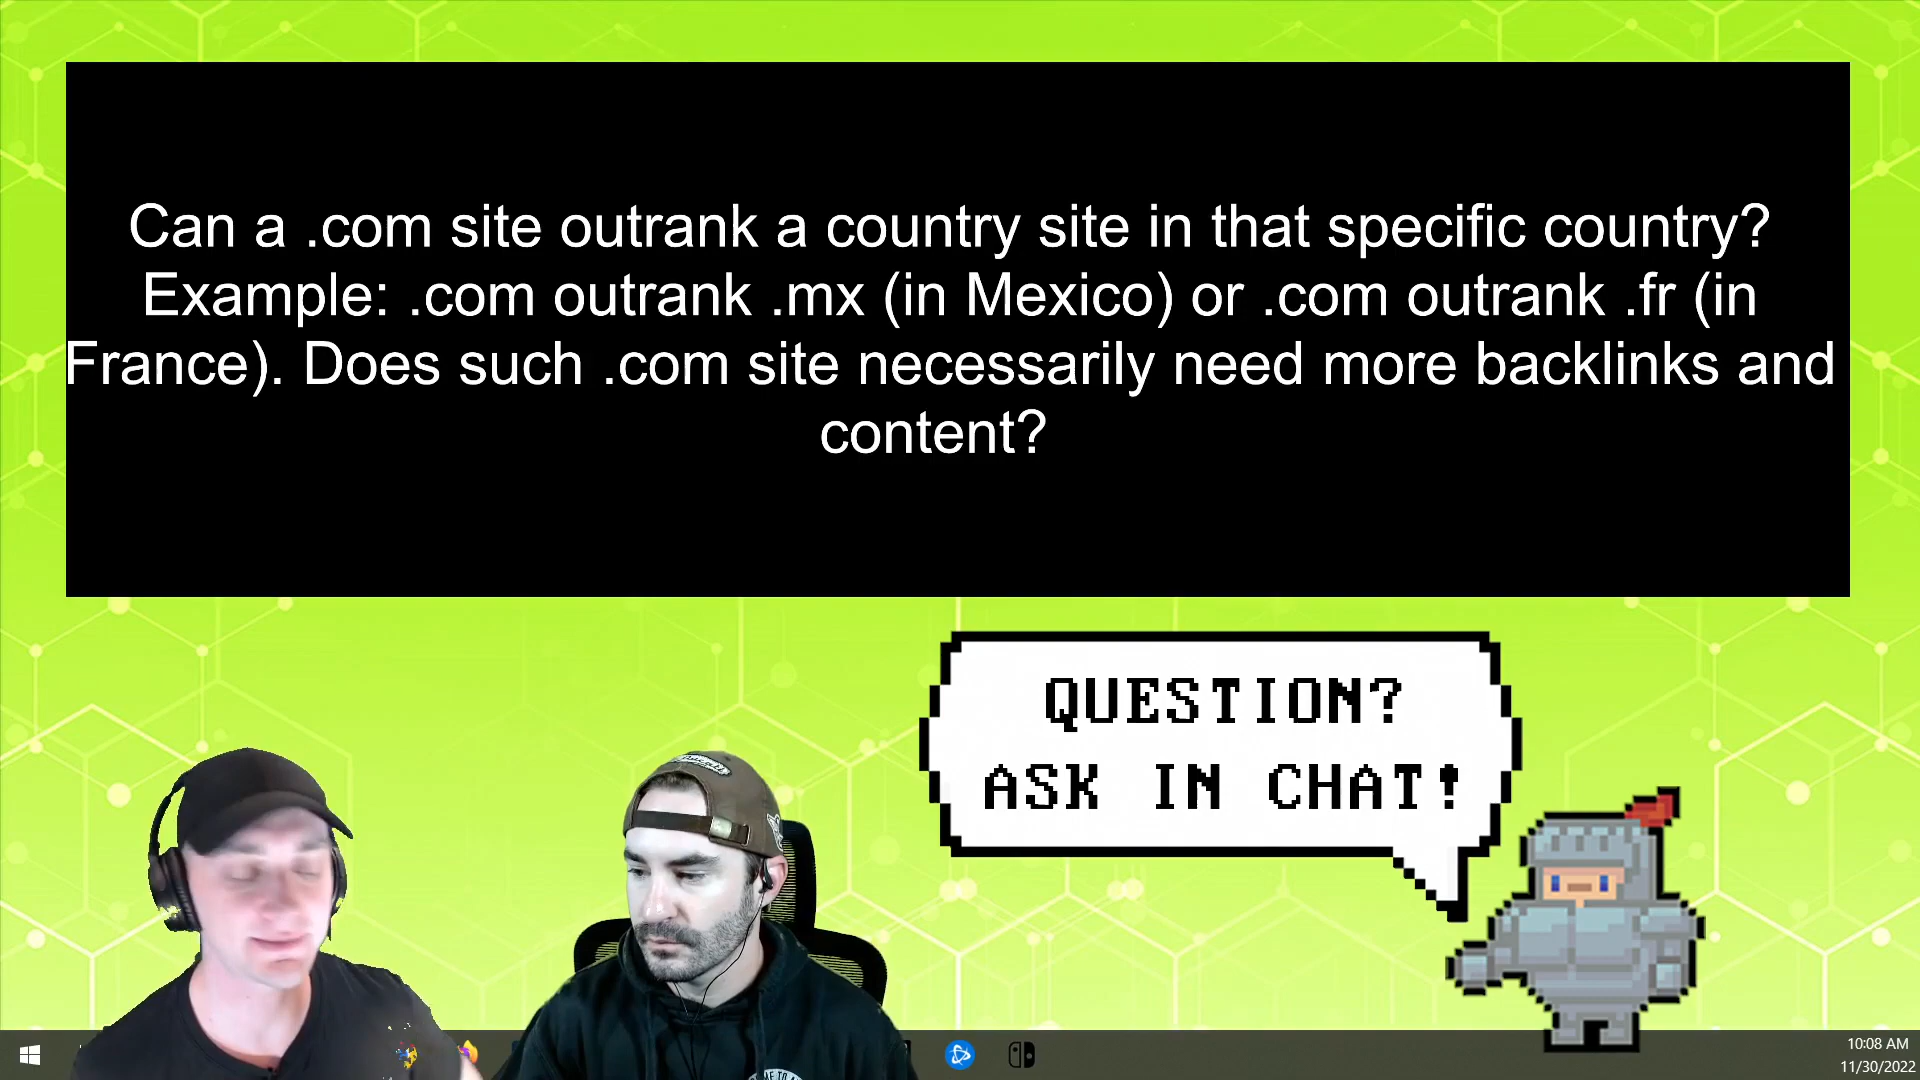 Can a .com site outrank a country site in that specific country?
Example: .com outrank .mx (in Mexico) or .com outrank .fr (in
France). Does such .com site necessarily need more backlinks and
content?
QUESTION?
ASK IN CHAT!
10:08 AM
11/30/2022